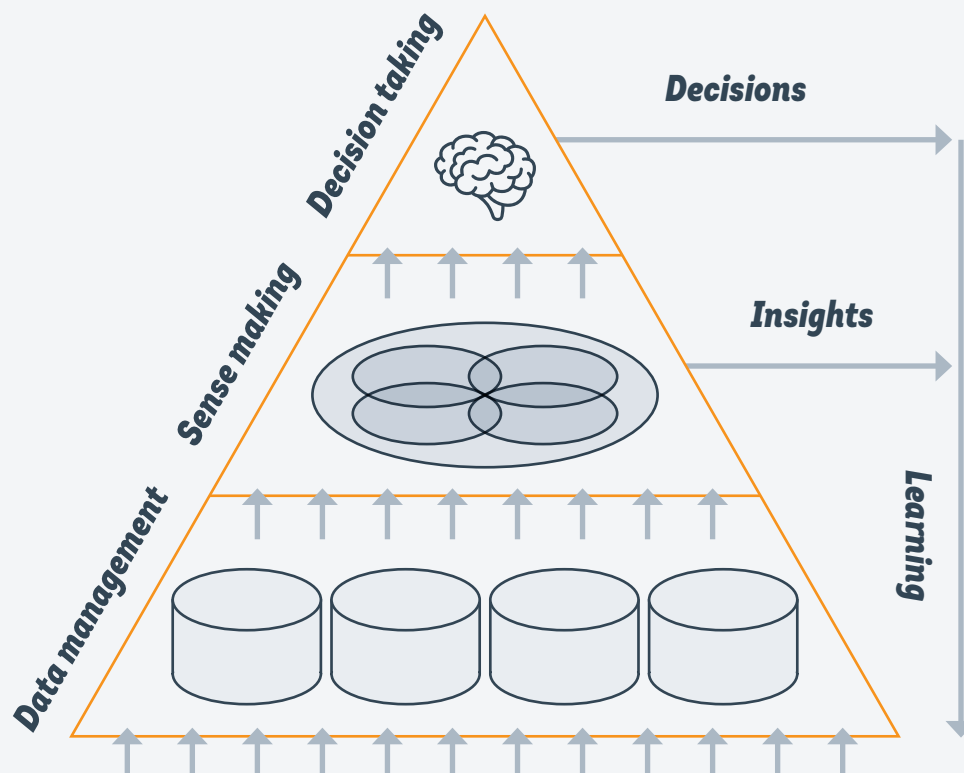 Decision taking
Decisions
Sense making
Insights
Data management
Learning